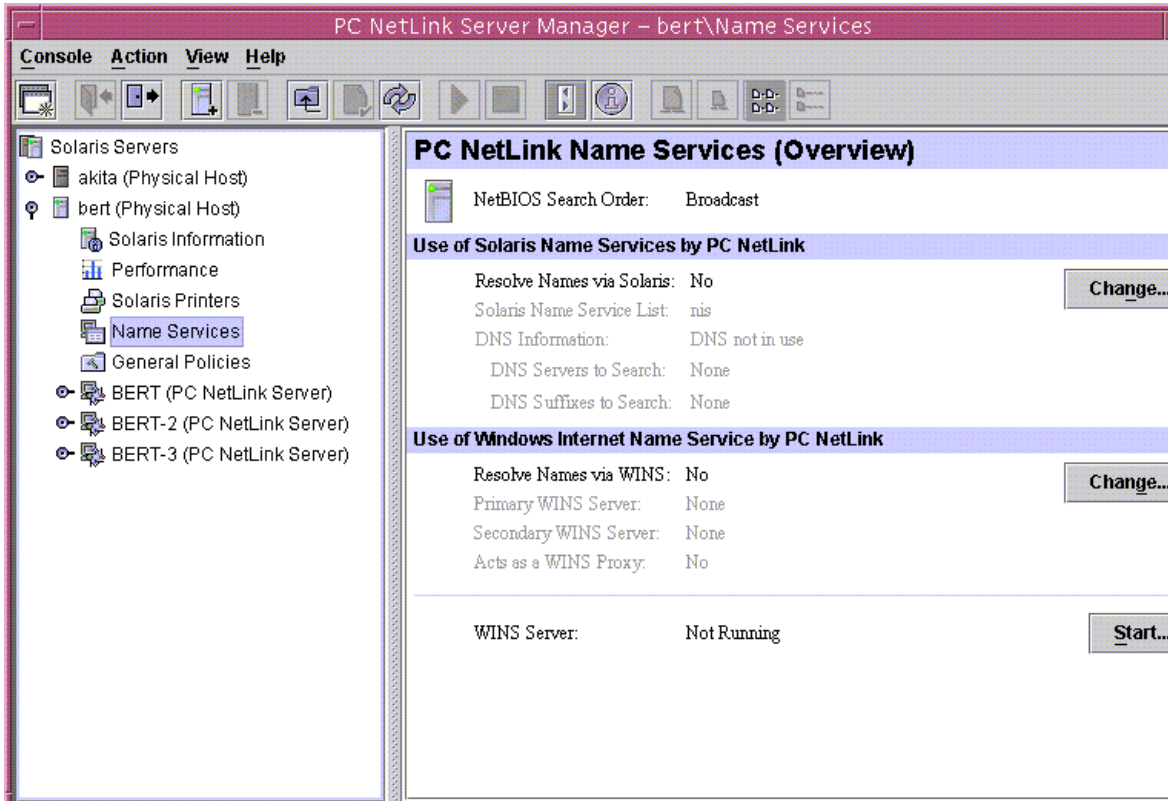 PC NetLink Server Manager – bert\Name Services
Console Action View Help
Solaris Servers
akita (Physical Host)
bert (Physical Host)
Solaris Information
Performance
Solaris Printers
Name Services
General Policies
BERT (PC NetLink Server)
BERT-2 (PC NetLink Server)
BERT-3 (PC NetLink Server)
PC NetLink Name Services (Overview)
NetBIOS Search Order: Broadcast
Use of Solaris Name Services by PC NetLink
Resolve Names via Solaris: No
Change...
Solaris Name Service List: nis
DNS Information: DNS not in use
DNS Servers to Search: None
DNS Suffixes to Search: None
Use of Windows Internet Name Service by PC NetLink
Resolve Names via WINS: No
Change...
Primary WINS Server: None
Secondary WINS Server: None
Acts as a WINS Proxy: No
WINS Server: Not Running
Start...